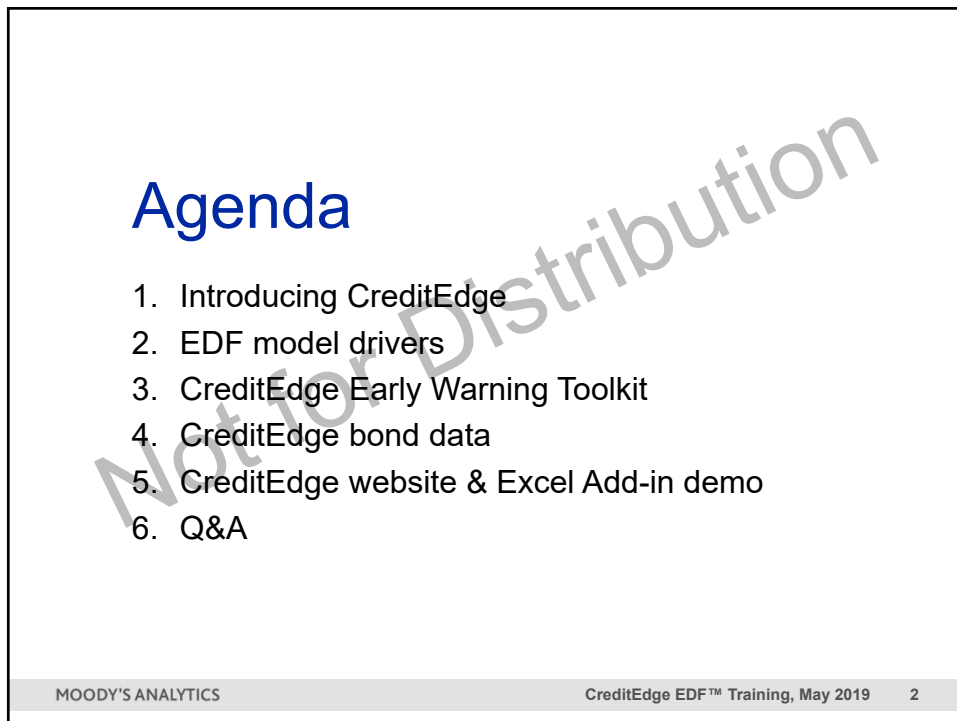 Agenda
1. Introducing CreditEdge
2. EDF model drivers
3. CreditEdge Early Warning Toolkit
4. CreditEdge bond data
5. CreditEdge website & Excel Add-in demo
6. Q&A
Not for Distribution
MOODY'S ANALYTICS CreditEdge EDF™ Training, May 2019 2